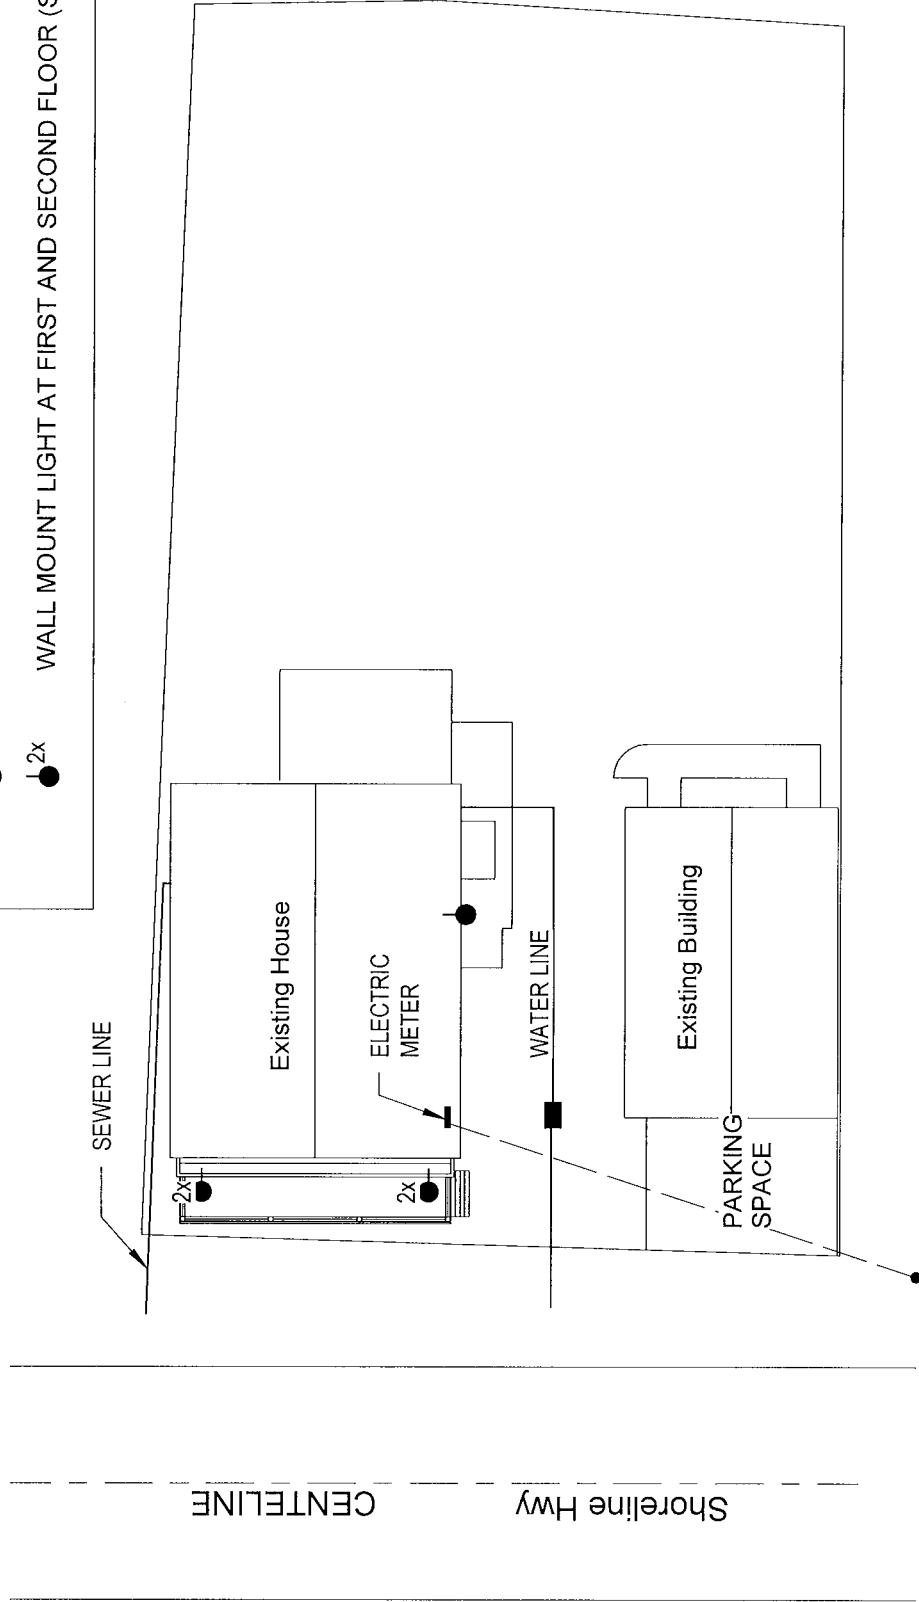 2x WALL MOUNT LIGHT AT FIRST AND SECOND FLOOR (S
SEWER LINE
Existing House
ELECTRIC
METER
WATER LINE
Existing Building
2x
2x
PARKING
SPACE
CENTELINE
Shoreline Hwy